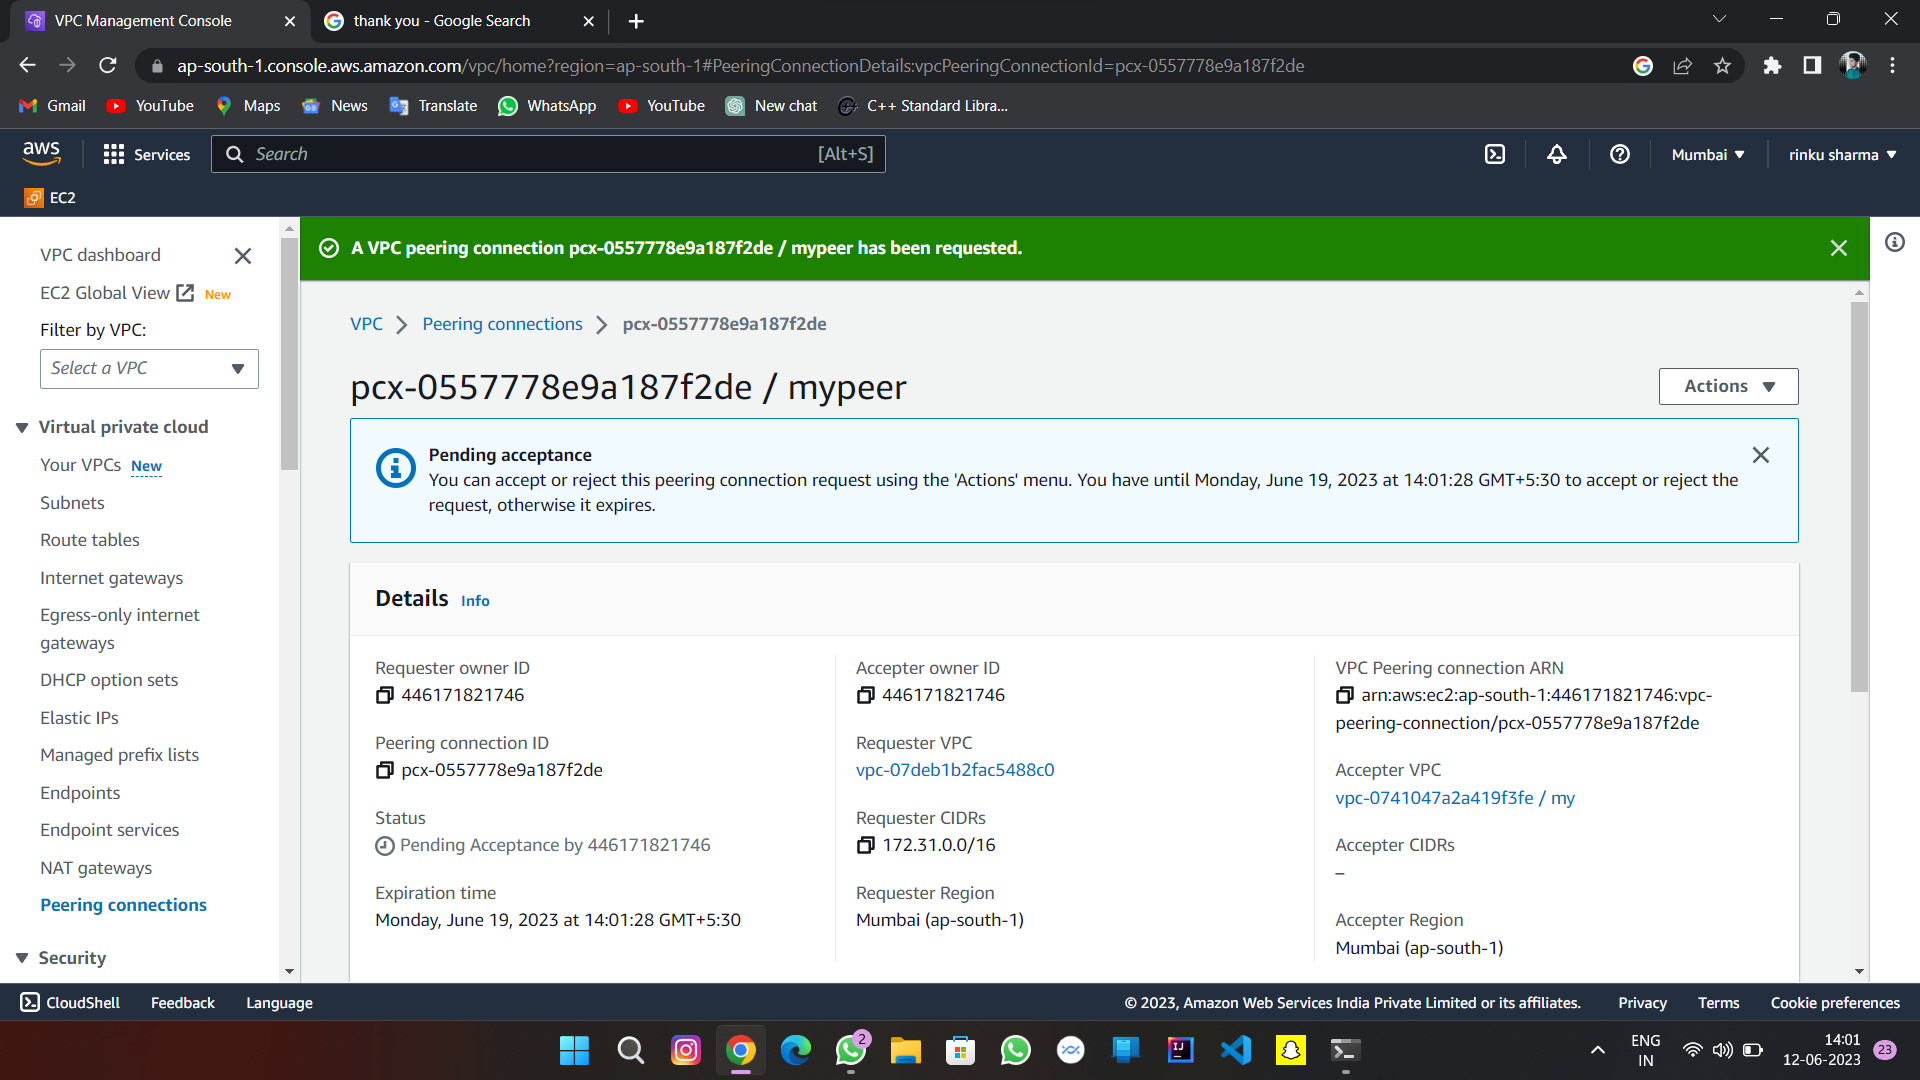 VPC Management Console
thank you - Google Search
ap-south-1.console.aws.amazon.com/vpc/home?region=ap-south-1#PeeringConnectionDetails:vpcPeeringConnectionId=pcx-0557778e9a187f2de
Gmail YouTube Maps News Translate WhatsApp YouTube New chat C++ Standard Libra...
aws Services Search [Alt+S] Mumbai rinku sharma
EC2
VPC dashboard
EC2 Global View New
Filter by VPC:
Select a VPC
Virtual private cloud
Your VPCs New
Subnets
Route tables
Internet gateways
Egress-only internet
gateways
DHCP option sets
Elastic IPs
Managed prefix lists
Endpoints
Endpoint services
NAT gateways
Peering connections
Security
A VPC peering connection pcx-0557778e9a187f2de / mypeer has been requested.
VPC Peering connections pcx-0557778e9a187f2de
pcx-0557778e9a187f2de / mypeer
Actions
Pending acceptance
You can accept or reject this peering connection request using the 'Actions' menu. You have until Monday, June 19, 2023 at 14:01:28 GMT+5:30 to accept or reject the
request, otherwise it expires.
Details Info
Requester owner ID
446171821746
Peering connection ID
pcx-0557778e9a187f2de
Status
Pending Acceptance by 446171821746
Expiration time
Monday, June 19, 2023 at 14:01:28 GMT+5:30
Accepter owner ID
446171821746
Requester VPC
vpc-07deb1b2fac5488c0
Requester CIDRs
172.31.0.0/16
Requester Region
Mumbai (ap-south-1)
VPC Peering connection ARN
arn:aws:ec2:ap-south-1:446171821746:vpc-
peering-connection/pcx-0557778e9a187f2de
Accepter VPC
vpc-0741047a2a419f3fe / my
Accepter CIDRs
–
Accepter Region
Mumbai (ap-south-1)
CloudShell Feedback Language © 2023, Amazon Web Services India Private Limited or its affiliates. Privacy Terms Cookie preferences
2
IJ
ENG
IN
14:01
12-06-2023
23